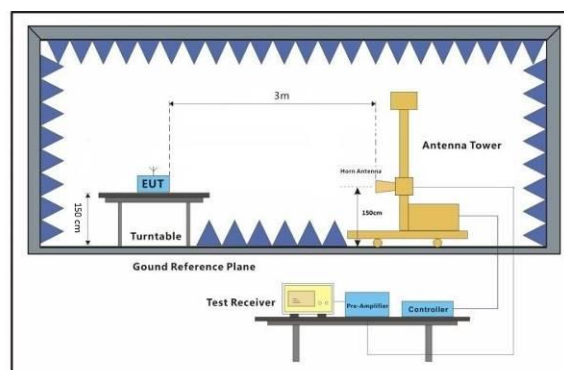 3m
Antenna Tower
Horn Antenna
EUT
150 cm
150cm
Turntable
Gound Reference Plane
Test Receiver
Pre-Amplifier
Controller